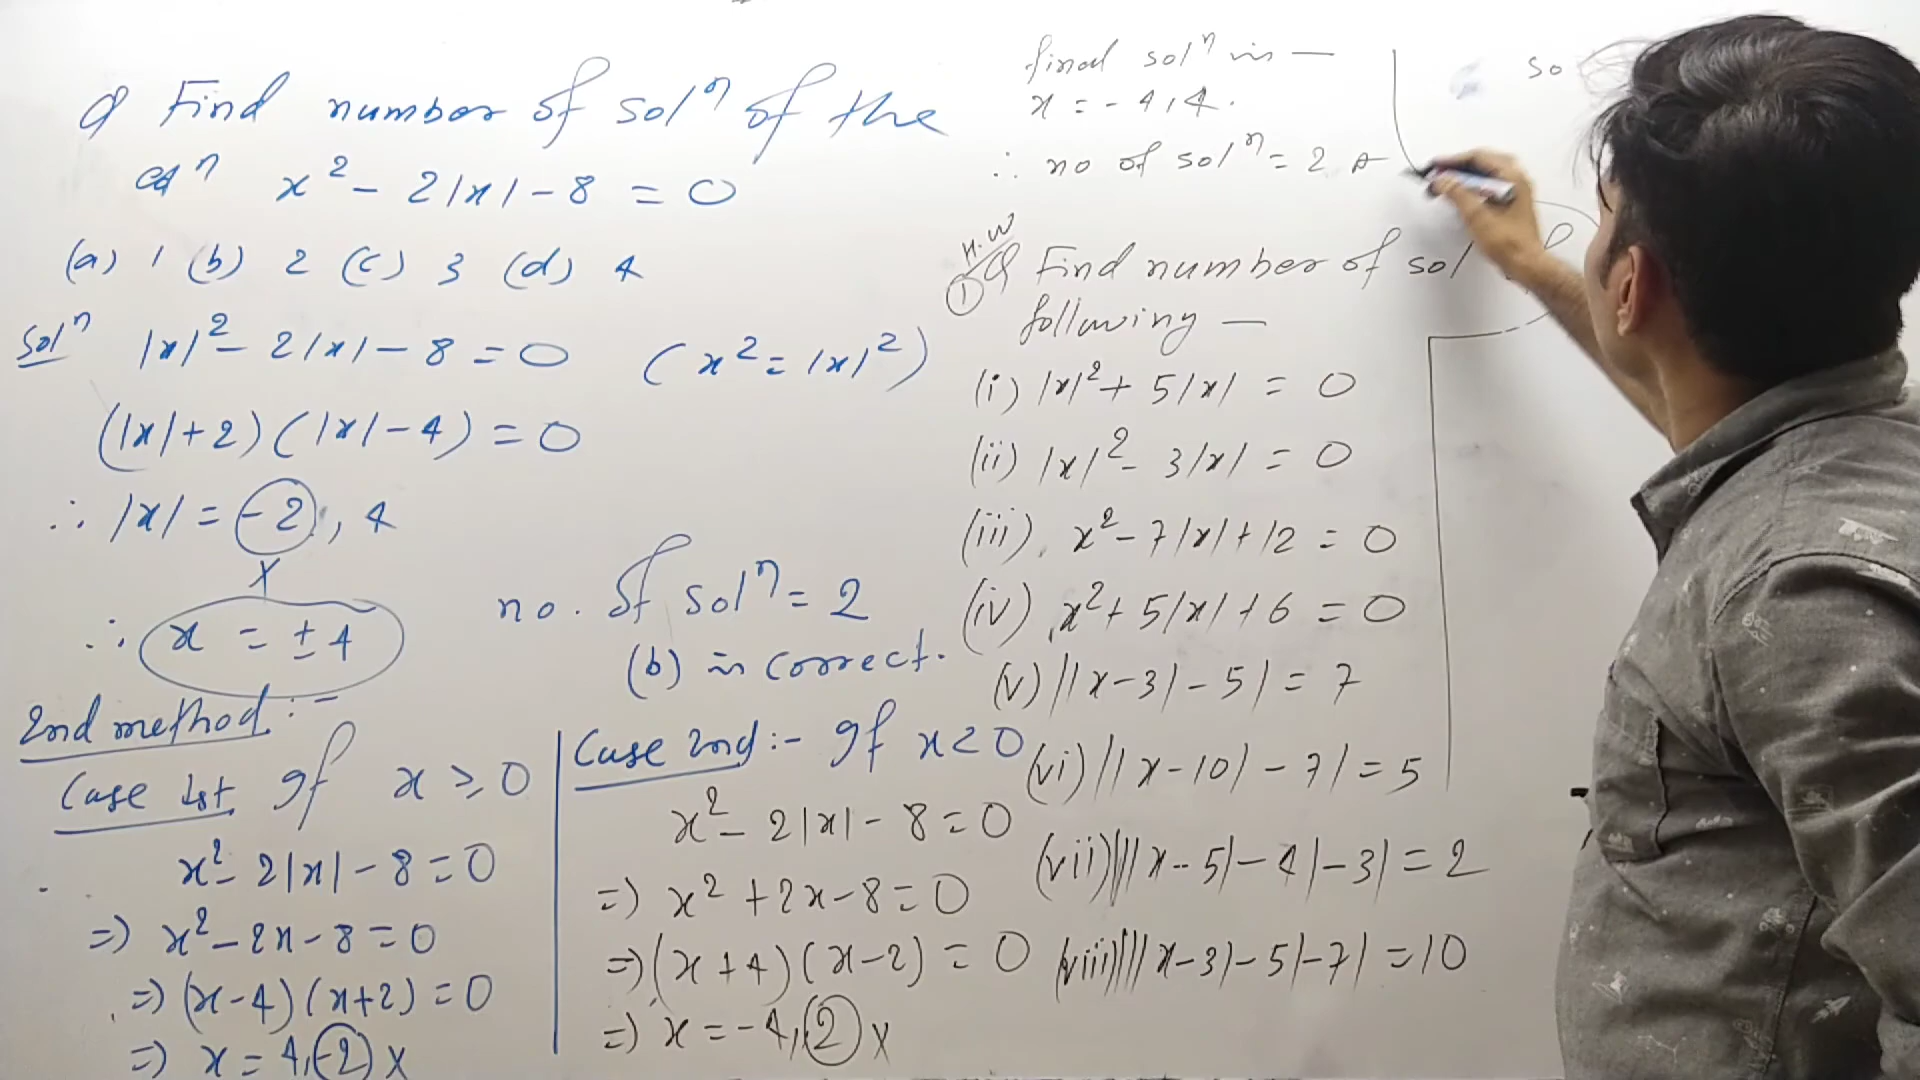 Q Find number of solⁿ of the
eqⁿ x² - 2|x| - 8 = 0
(a) 1 (b) 2 (c) 3 (d) 4
Solⁿ |x|² - 2|x| - 8 = 0 (x² = |x|²)
(|x|+2)(|x|-4) = 0
∴ |x| = -2, 4
X
∴ x = ±4
no. of solⁿ = 2
(b) is correct.
2nd method :-
Case 1st If x ≥ 0
x² - 2|x| - 8 = 0
=> x² - 2x - 8 = 0
=> (x-4)(x+2) = 0
=> x = 4, -2 X
Case 2nd :- If x < 0
x² - 2|x| - 8 = 0
=> x² + 2x - 8 = 0
=> (x+4)(x-2) = 0
=> x = -4, 2 X
final solⁿ is —
x = -4, 4.
∴ no of solⁿ = 2 A
H.W
① Q Find number of sol
following —
(i) |x|² + 5|x| = 0
(ii) |x|² - 3|x| = 0
(iii) x² - 7|x| + 12 = 0
(iv) x² + 5|x| + 6 = 0
(v) ||x-3| - 5| = 7
(vi) ||x-10| - 7| = 5
(vii) |||x-5| - 4| - 3| = 2
(viii) |||x-3| - 5| - 7| = 10
so